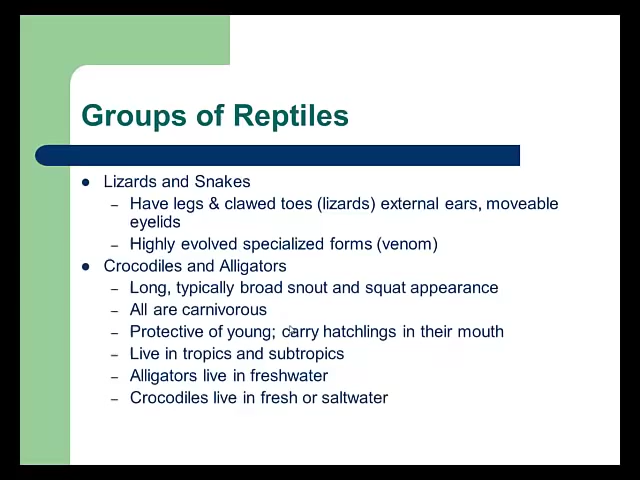 Groups of Reptiles
● Lizards and Snakes
– Have legs & clawed toes (lizards) external ears, moveable
eyelids
– Highly evolved specialized forms (venom)
● Crocodiles and Alligators
– Long, typically broad snout and squat appearance
– All are carnivorous
– Protective of young; carry hatchlings in their mouth
– Live in tropics and subtropics
– Alligators live in freshwater
– Crocodiles live in fresh or saltwater